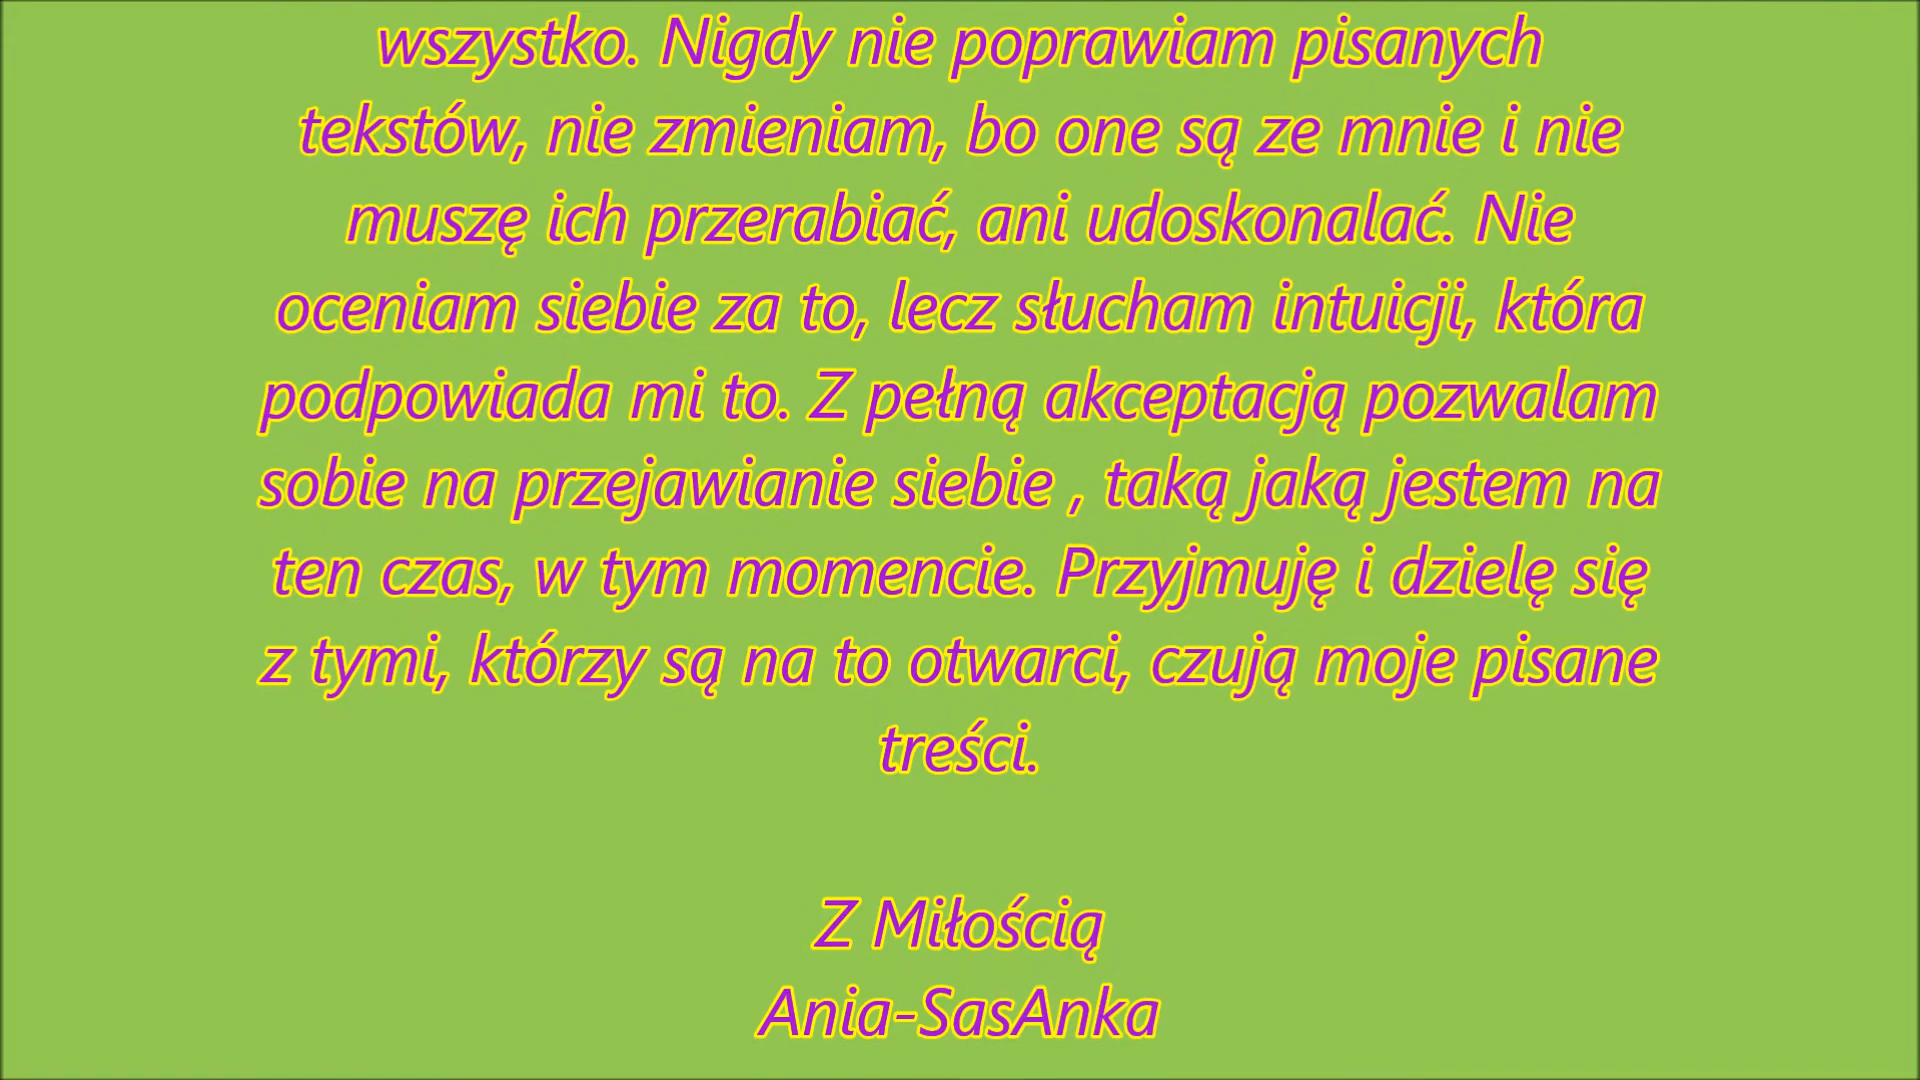 wszystko. Nigdy nie poprawiam pisanych
tekstów, nie zmieniam, bo one są ze mnie i nie
muszę ich przerabiać, ani udoskonalać. Nie
oceniam siebie za to, lecz słucham intuicji, która
podpowiada mi to. Z pełną akceptacją pozwalam
sobie na przejawianie siebie , taką jaką jestem na
ten czas, w tym momencie. Przyjmuję i dzielę się
z tymi, którzy są na to otwarci, czują moje pisane
treści.
Z Miłością
Ania-SasAnka